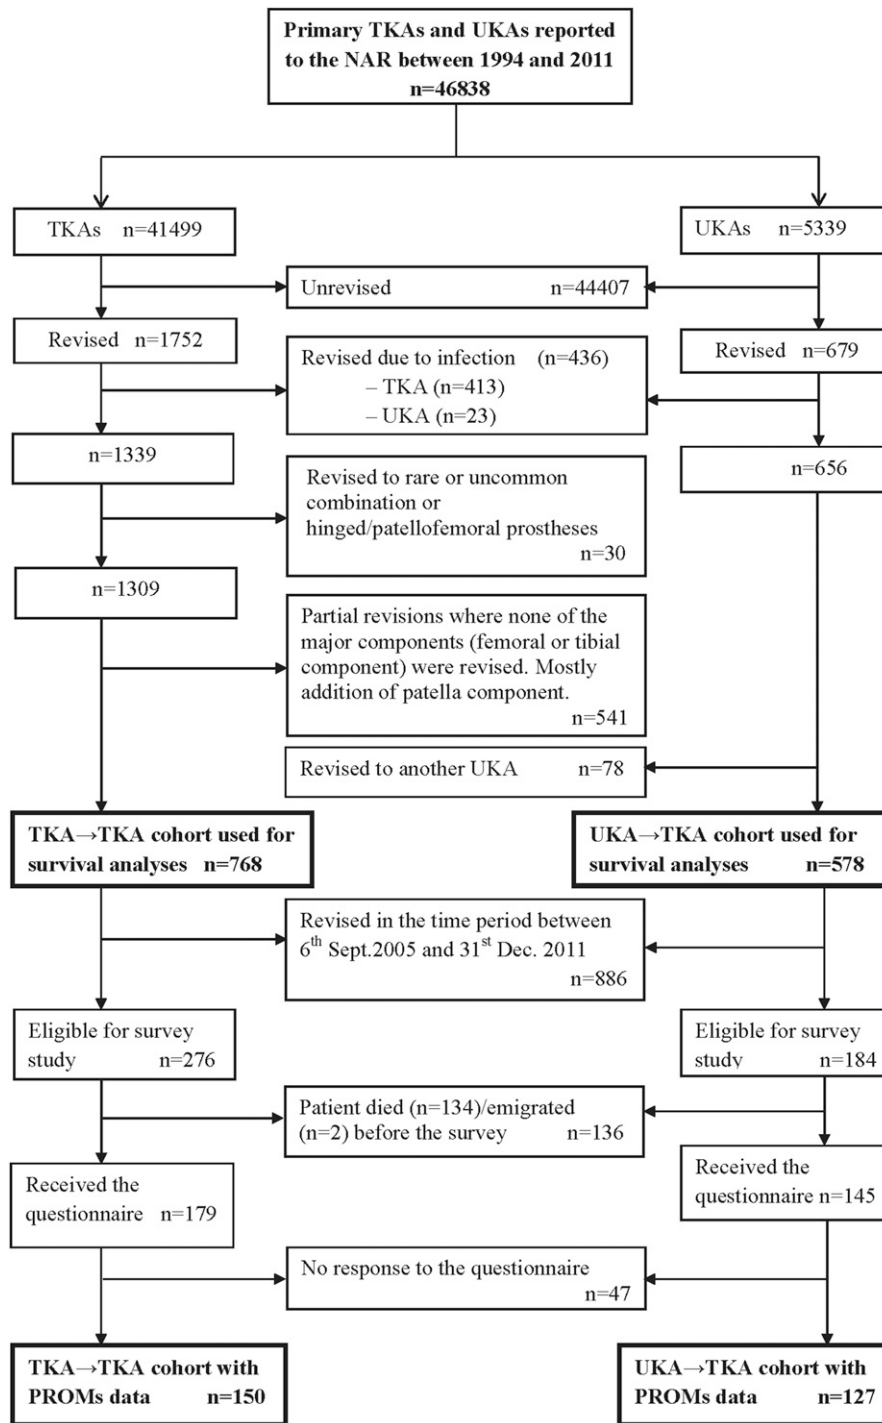 Primary TKAs and UKAs reported
to the NAR between 1994 and 2011
n=46838
TKAs n=41499
UKAs n=5339
Unrevised n=44407
Revised n=1752
Revised n=679
Revised due to infection (n=436)
– TKA (n=413)
– UKA (n=23)
n=1339
n=656
Revised to rare or uncommon
combination or
hinged/patellofemoral prostheses
n=30
n=1309
Partial revisions where none of the
major components (femoral or tibial
component) were revised. Mostly
addition of patella component.
n=541
Revised to another UKA n=78
TKA→TKA cohort used for
survival analyses n=768
UKA→TKA cohort used for
survival analyses n=578
Revised in the time period between
6th Sept.2005 and 31st Dec. 2011
n=886
Eligible for survey
study n=276
Eligible for survey
study n=184
Patient died (n=134)/emigrated
(n=2) before the survey n=136
Received the
questionnaire n=179
Received the
questionnaire n=145
No response to the questionnaire
n=47
TKA→TKA cohort with
PROMs data n=150
UKA→TKA cohort with
PROMs data n=127